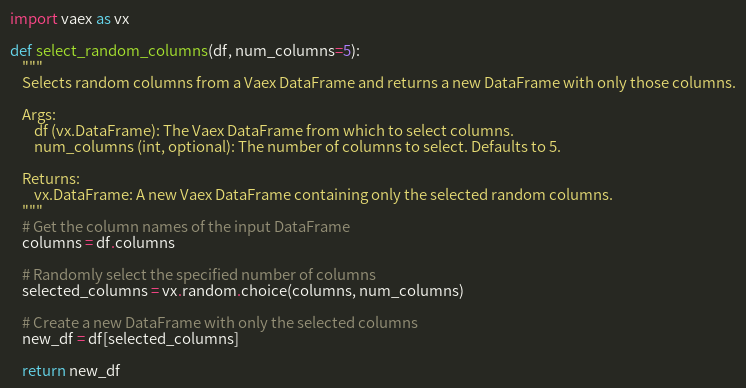 import vaex as vx
def select_random_columns(df, num_columns=5):
"""
Selects random columns from a Vaex DataFrame and returns a new DataFrame with only those columns.
Args:
df (vx.DataFrame): The Vaex DataFrame from which to select columns.
num_columns (int, optional): The number of columns to select. Defaults to 5.
Returns:
vx.DataFrame: A new Vaex DataFrame containing only the selected random columns.
"""
# Get the column names of the input DataFrame
columns = df.columns
# Randomly select the specified number of columns
selected_columns = vx.random.choice(columns, num_columns)
# Create a new DataFrame with only the selected columns
new_df = df[selected_columns]
return new_df